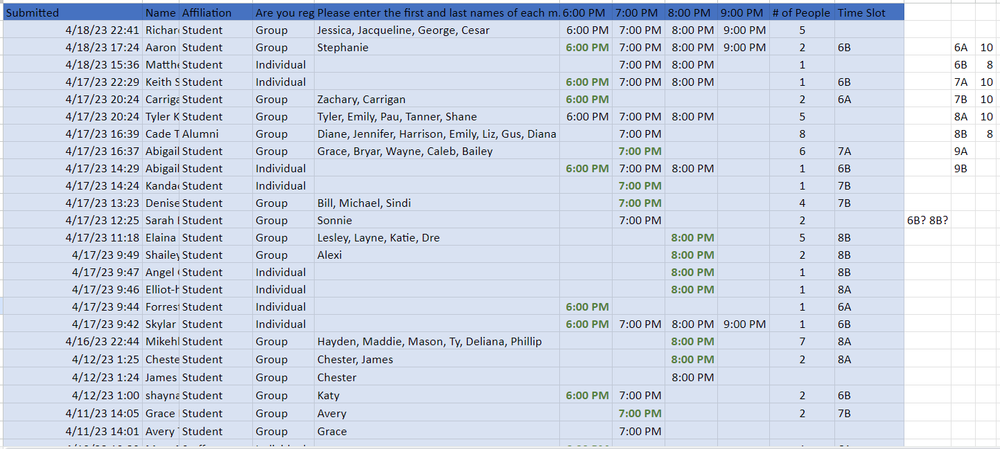 Submitted Name Affiliation Are you reg Please enter the first and last names of each m. 6:00 PM 7:00 PM 8:00 PM 9:00 PM # of People Time Slot
4/18/23 22:41 Richar Student Group Jessica, Jacqueline, George, Cesar 6:00 PM 7:00 PM 8:00 PM 9:00 PM 5
4/18/23 17:24 Aaron Student Group Stephanie 6:00 PM 7:00 PM 8:00 PM 9:00 PM 2 6B 6A 10
4/18/23 15:36 Matthe Student Individual 7:00 PM 8:00 PM 1 6B 8
4/17/23 22:29 Keith S Student Individual 6:00 PM 7:00 PM 8:00 PM 1 6B 7A 10
4/17/23 20:24 Carriga Student Group Zachary, Carrigan 6:00 PM 2 6A 7B 10
4/17/23 20:24 Tyler K Student Group Tyler, Emily, Pau, Tanner, Shane 6:00 PM 7:00 PM 8:00 PM 5 8A 10
4/17/23 16:39 Cade T Alumni Group Diane, Jennifer, Harrison, Emily, Liz, Gus, Diana 7:00 PM 8 8B 8
4/17/23 16:37 Abigail Student Group Grace, Bryar, Wayne, Caleb, Bailey 7:00 PM 6 7A 9A
4/17/23 14:29 Abigail Student Individual 6:00 PM 7:00 PM 8:00 PM 1 6B 9B
4/17/23 14:24 Kanda Student Individual 7:00 PM 1 7B
4/17/23 13:23 Denise Student Group Bill, Michael, Sindi 7:00 PM 4 7B
4/17/23 12:25 Sarah Student Group Sonnie 7:00 PM 2 6B? 8B?
4/17/23 11:18 Elaina Student Group Lesley, Layne, Katie, Dre 8:00 PM 5 8B
4/17/23 9:49 Shailey Student Group Alexi 8:00 PM 2 8B
4/17/23 9:47 Angel Student Individual 8:00 PM 1 8B
4/17/23 9:46 Elliot-h Student Individual 8:00 PM 1 8A
4/17/23 9:44 Forrest Student Individual 6:00 PM 1 6A
4/17/23 9:42 Skylar Student Individual 6:00 PM 7:00 PM 8:00 PM 9:00 PM 1 6B
4/16/23 22:44 Mikehl Student Group Hayden, Maddie, Mason, Ty, Deliana, Phillip 8:00 PM 7 8A
4/12/23 1:25 Cheste Student Group Chester, James 8:00 PM 2 8A
4/12/23 1:24 James Student Group Chester 8:00 PM
4/12/23 1:00 shayna Student Group Katy 6:00 PM 7:00 PM 2 6B
4/11/23 14:05 Grace Student Group Avery 7:00 PM 2 7B
4/11/23 14:01 Avery Student Group Grace 7:00 PM